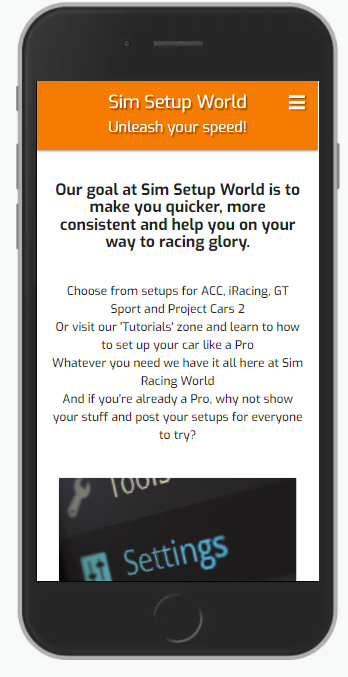 Sim Setup World
Unleash your speed!
Our goal at Sim Setup World is to
make you quicker, more
consistent and help you on your
way to racing glory.
Choose from setups for ACC, iRacing, GT
Sport and Project Cars 2
Or visit our 'Tutorials' zone and learn to how
to set up your car like a Pro
Whatever you need we have it all here at Sim
Racing World
And if you're already a Pro, why not show
your stuff and post your setups for everyone
to try?
Tools
Settings